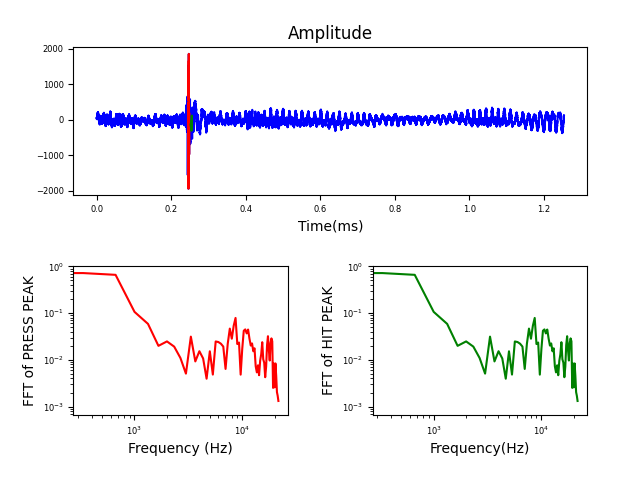 Amplitude
2000
1000
0
−1000
−2000
0.0 0.2 0.4 0.6 0.8 1.0 1.2
Time(ms)
FFT of PRESS PEAK
10⁰
10⁻¹
10⁻²
10⁻³
10³ 10⁴
Frequency (Hz)
FFT of HIT PEAK
10⁰
10⁻¹
10⁻²
10⁻³
10³ 10⁴
Frequency(Hz)